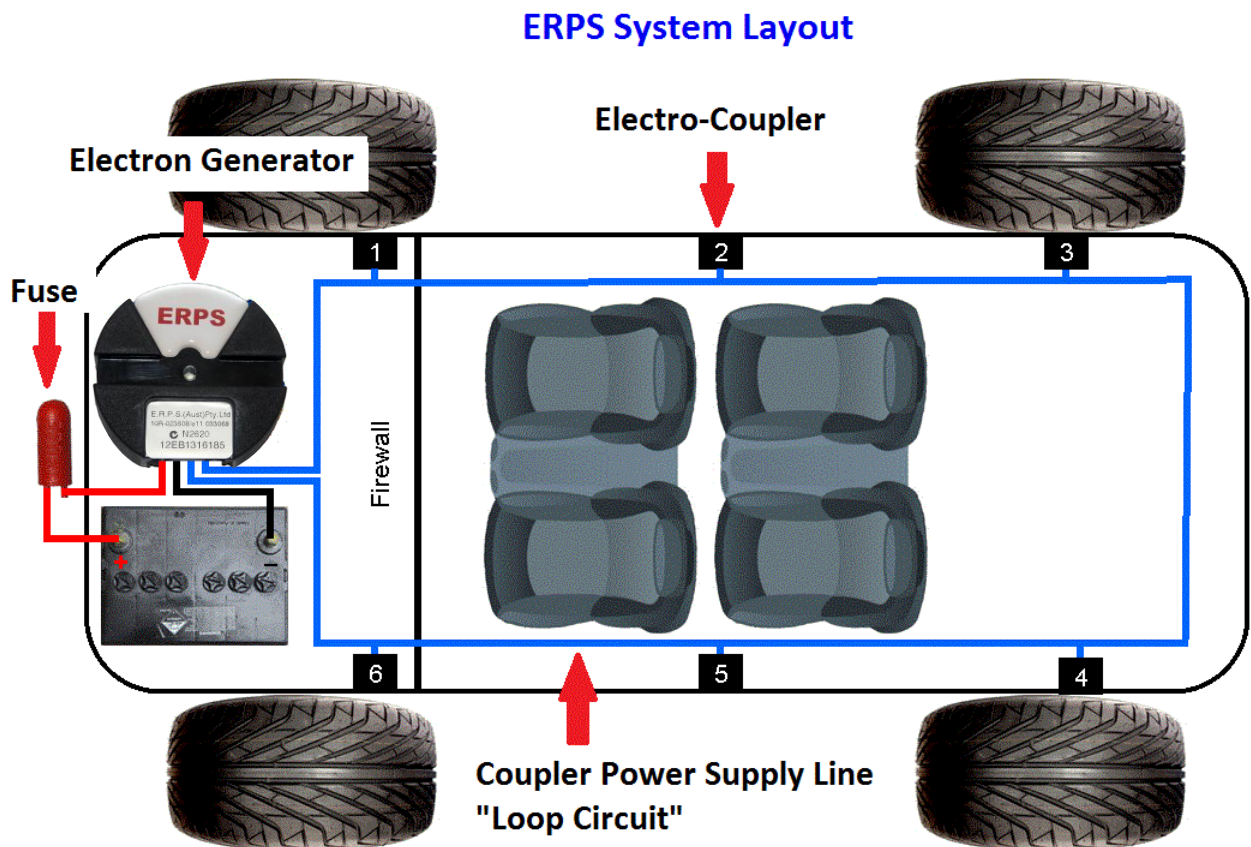 ERPS System Layout
Electro-Coupler
Electron Generator
1
2
3
Fuse
ERPS
E.R.P.S.(Aust)Pty.Ltd
N2620
12EB1316185
Firewall
+
-
6
5
4
Coupler Power Supply Line
"Loop Circuit"